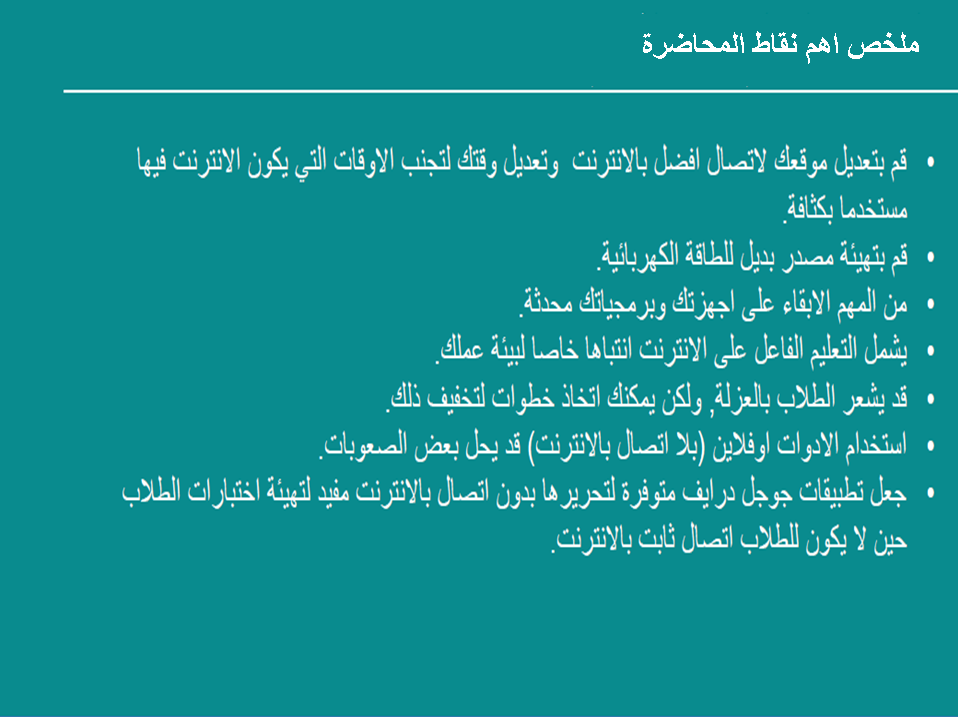 ملخص اهم نقاط المحاضرة
• قم بتعديل موقعك لاتصال افضل بالانترنت وتعديل وقتك لتجنب الاوقات التي يكون الانترنت فيها
مستخدما بكثافة.
• قم بتهيئة مصدر بديل للطاقة الكهربائية.
• من المهم الابقاء على اجهزتك وبرمجياتك محدثة.
• يشمل التعليم الفاعل على الانترنت انتباها خاصا لبيئة عملك.
• قد يشعر الطلاب بالعزلة, ولكن يمكنك اتخاذ خطوات لتخفيف ذلك.
• استخدام الادوات اوفلاين (بلا اتصال بالانترنت) قد يحل بعض الصعوبات.
• جعل تطبيقات جوجل درايف متوفرة لتحريرها بدون اتصال بالانترنت مفيد لتهيئة اختبارات الطلاب
حين لا يكون للطلاب اتصال ثابت بالانترنت.